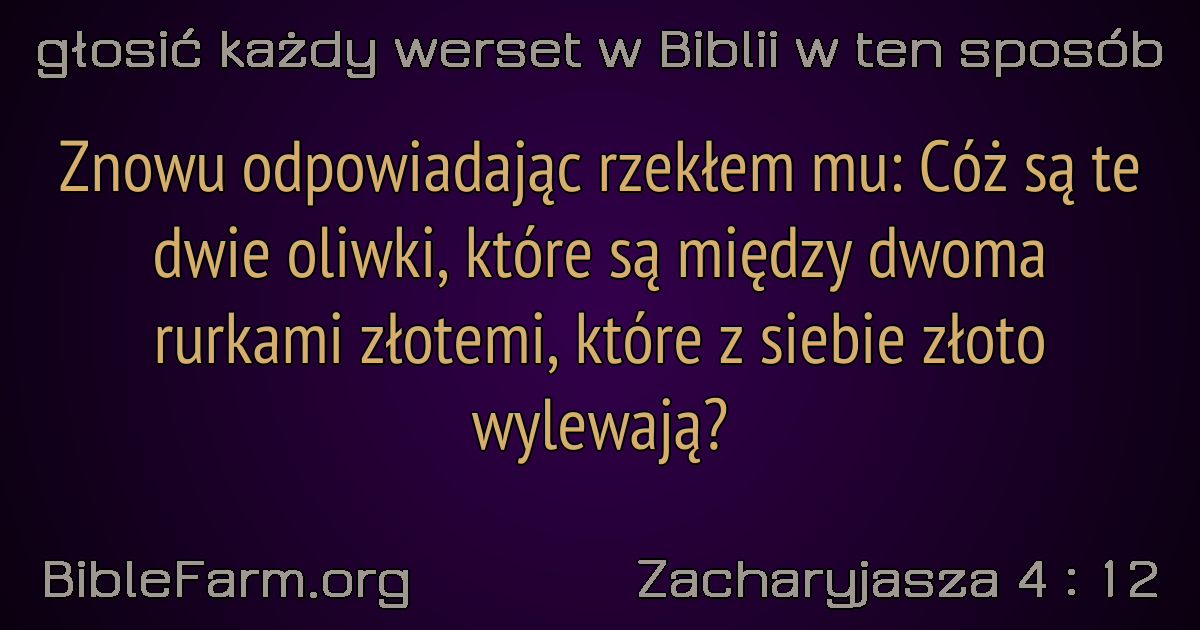 głosić każdy werset w Biblii w ten sposób
Znowu odpowiadając rzekłem mu: Cóż są te
dwie oliwki, które są między dwoma
rurkami złotemi, które z siebie złoto
wylewają?
BibleFarm.org
Zacharyjasza 4 : 12